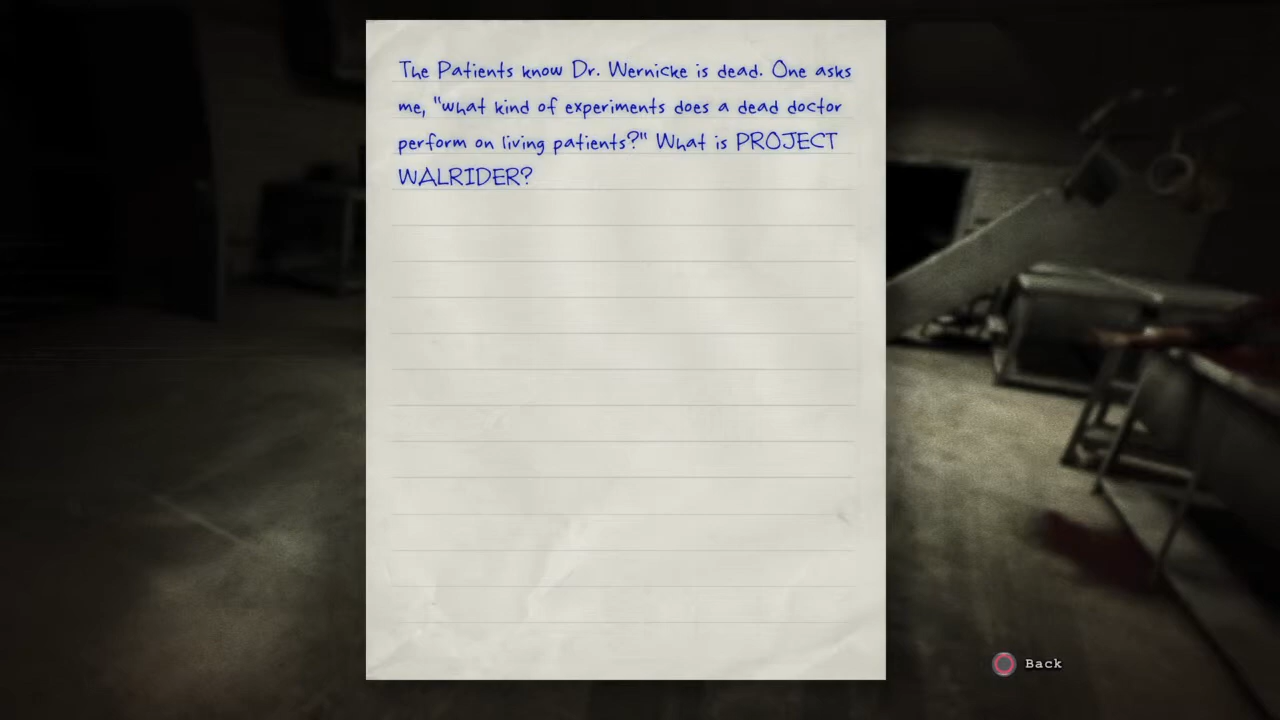 The Patients know Dr. Wernicke is dead. One asks
me, "what kind of experiments does a dead doctor
perform on living patients?" What is PROJECT
WALRIDER?
Back